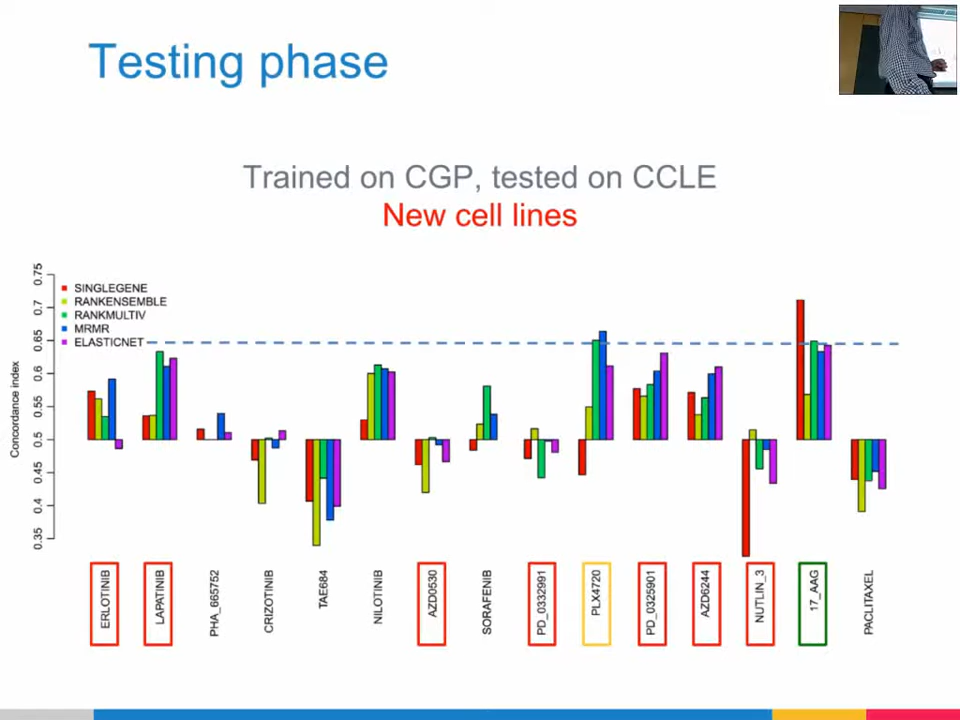 Testing phase
Trained on CGP, tested on CCLE
New cell lines
Concordance index
0.75
0.7
0.65
0.6
0.55
0.5
0.45
0.4
0.35
SINGLEGENE
RANKENSEMBLE
RANKMULTIV
MRMR
ELASTICNET
ERLOTINIB
LAPATINIB
PHA_665752
CRIZOTINIB
TAE684
NILOTINIB
AZD0530
SORAFENIB
PD_0332991
PLX4720
PD_0325901
AZD6244
NUTLIN_3
17_AAG
PACLITAXEL